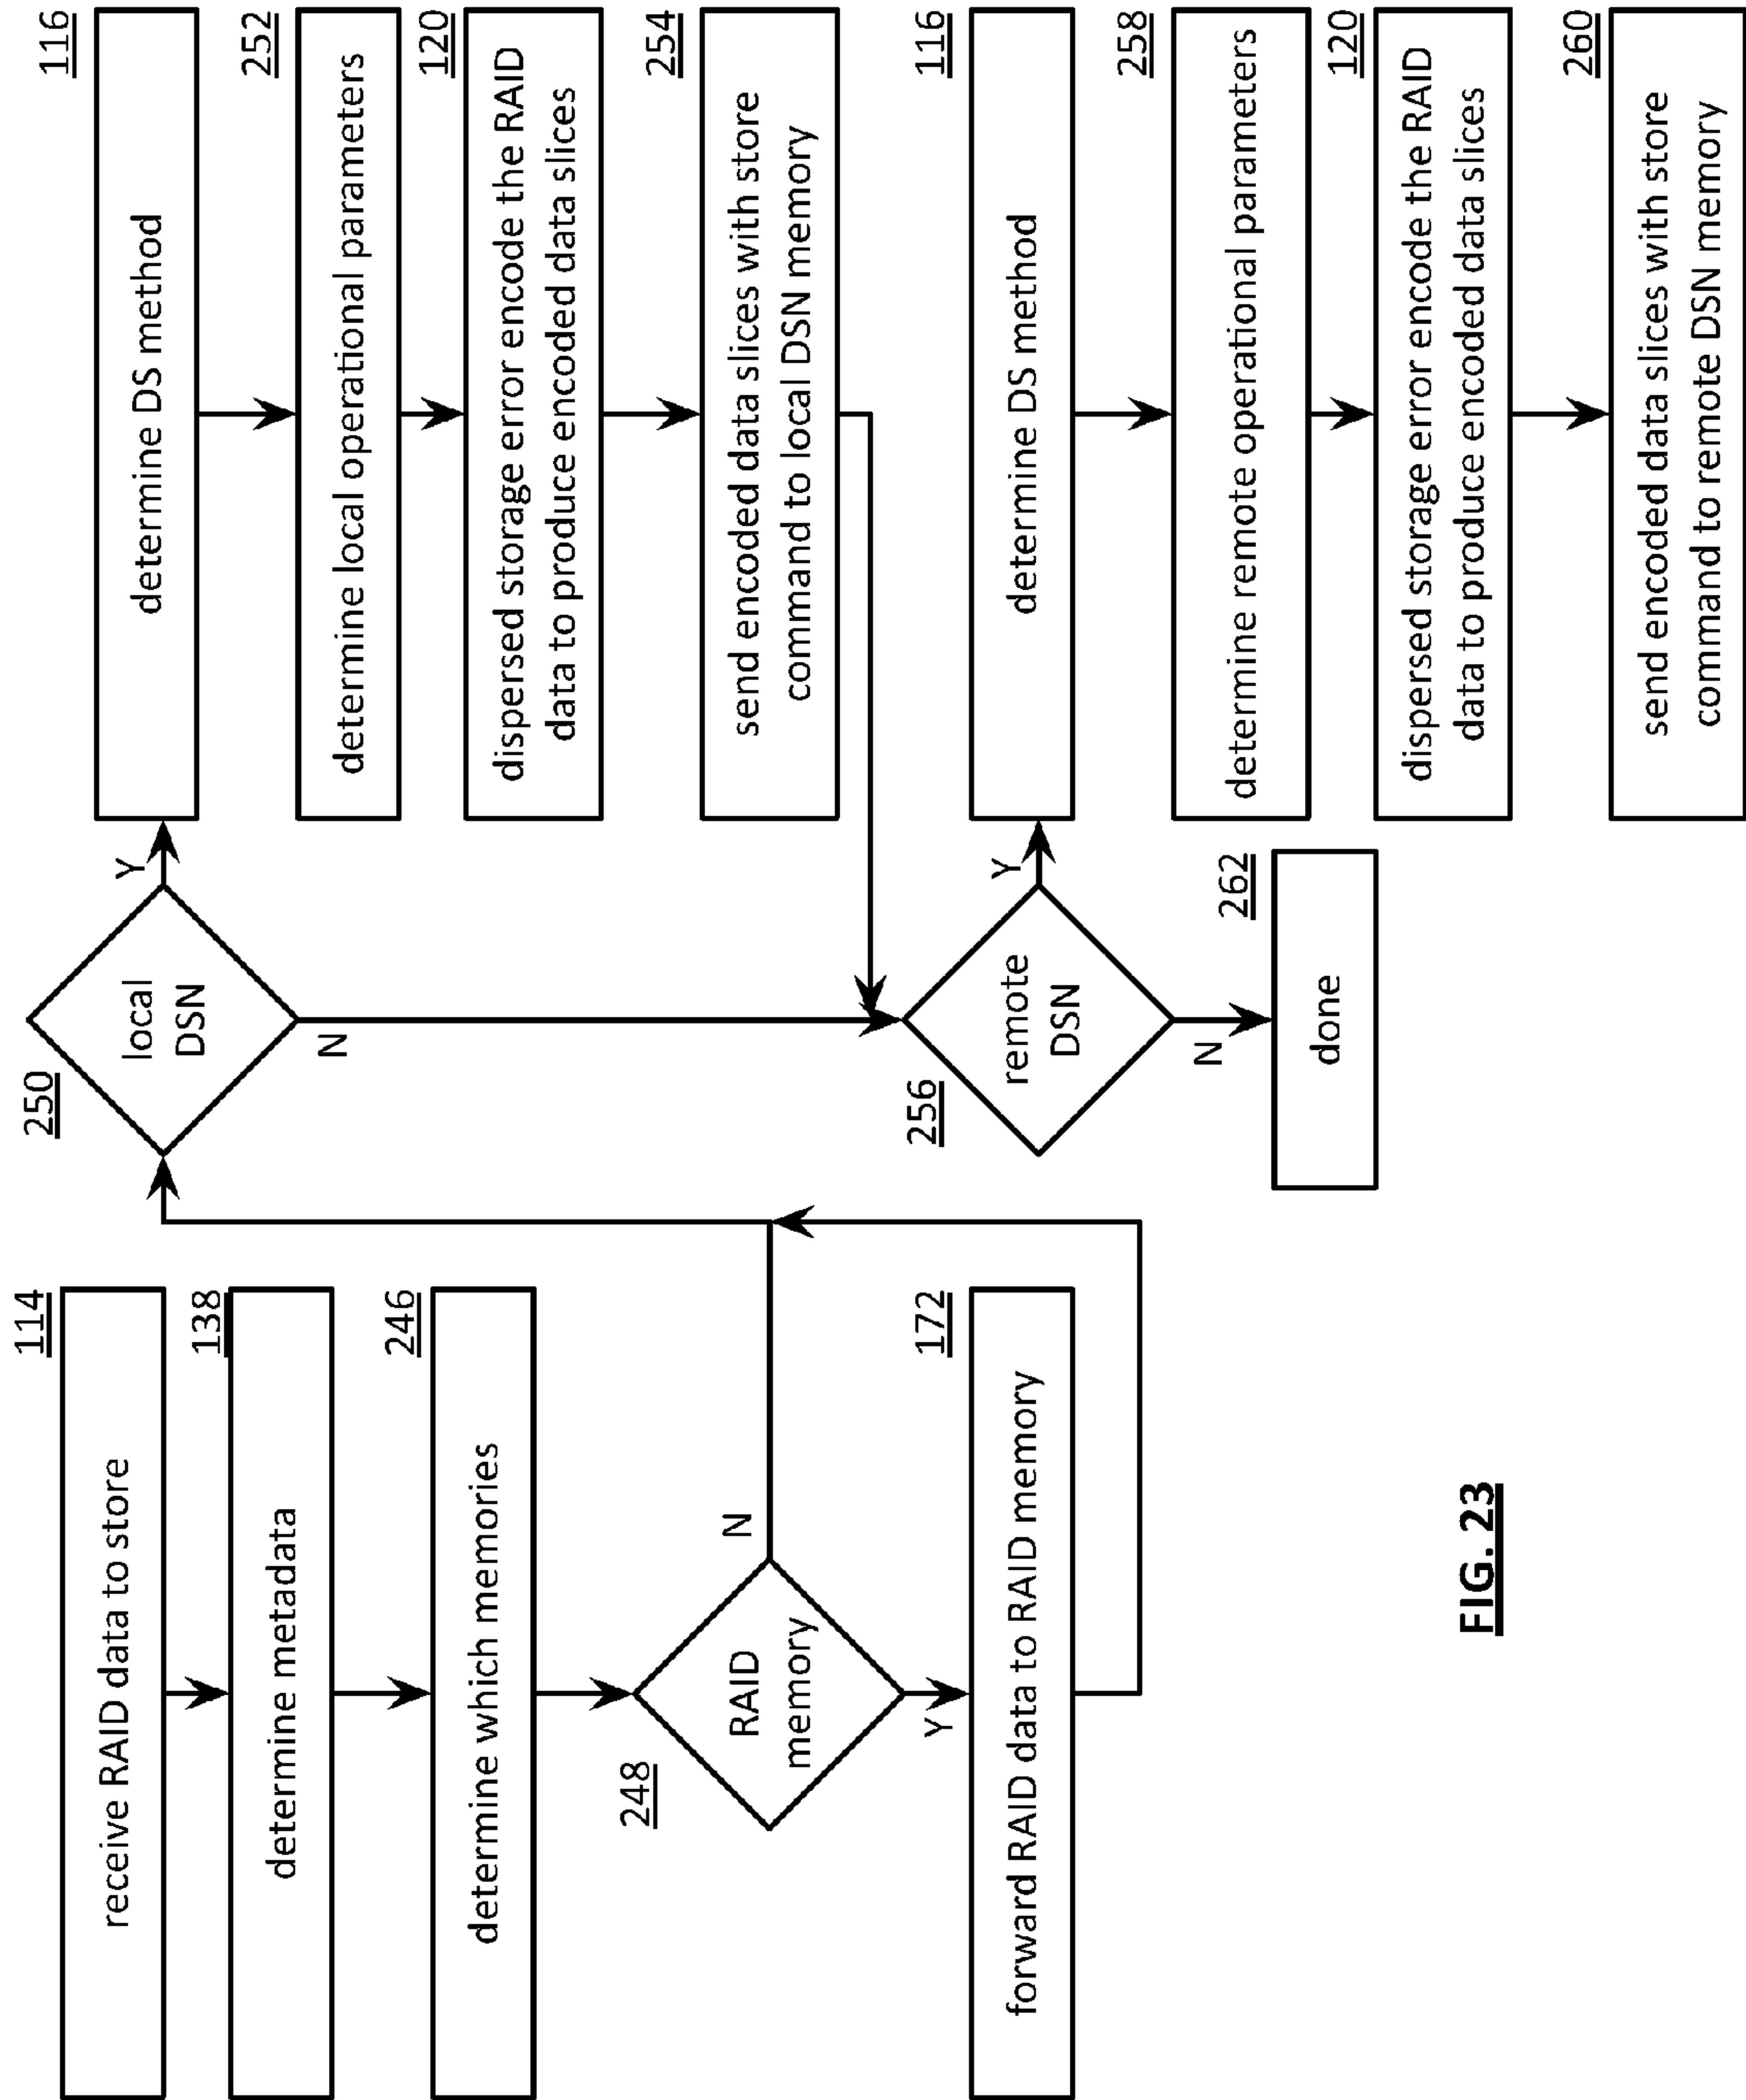 114
receive RAID data to store
138
determine metadata
246
determine which memories
248
RAID
memory
N
Y
172
forward RAID data to RAID memory
250
local
DSN
Y
N
116
determine DS method
252
determine local operational parameters
120
dispersed storage error encode the RAID
data to produce encoded data slices
254
send encoded data slices with store
command to local DSN memory
256
remote
DSN
Y
N
262
done
116
determine DS method
258
determine remote operational parameters
120
dispersed storage error encode the RAID
data to produce encoded data slices
260
send encoded data slices with store
command to remote DSN memory
FIG. 23